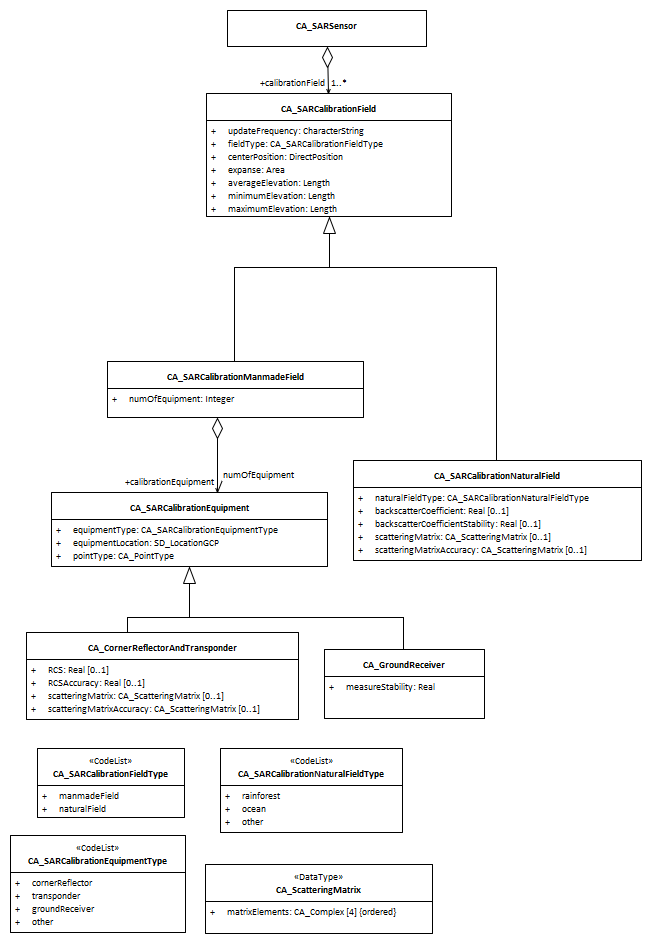 CA_SARSensor
+calibrationField 1..*
CA_SARCalibrationField
+ updateFrequency: CharacterString
+ fieldType: CA_SARCalibrationFieldType
+ centerPosition: DirectPosition
+ expanse: Area
+ averageElevation: Length
+ minimumElevation: Length
+ maximumElevation: Length
CA_SARCalibrationManmadeField
+ numOfEquipment: Integer
+calibrationEquipment numOfEquipment
CA_SARCalibrationNaturalField
+ naturalFieldType: CA_SARCalibrationNaturalFieldType
+ backscatterCoefficient: Real [0..1]
+ backscatterCoefficientStability: Real [0..1]
+ scatteringMatrix: CA_ScatteringMatrix [0..1]
+ scatteringMatrixAccuracy: CA_ScatteringMatrix [0..1]
CA_SARCalibrationEquipment
+ equipmentType: CA_SARCalibrationEquipmentType
+ equipmentLocation: SD_LocationGCP
+ pointType: CA_PointType
CA_CornerReflectorAndTransponder
+ RCS: Real [0..1]
+ RCSAccuracy: Real [0..1]
+ scatteringMatrix: CA_ScatteringMatrix [0..1]
+ scatteringMatrixAccuracy: CA_ScatteringMatrix [0..1]
CA_GroundReceiver
+ measureStability: Real
«CodeList»
CA_SARCalibrationFieldType
+ manmadeField
+ naturalField
«CodeList»
CA_SARCalibrationNaturalFieldType
+ rainforest
+ ocean
+ other
«CodeList»
CA_SARCalibrationEquipmentType
+ cornerReflector
+ transponder
+ groundReceiver
+ other
«DataType»
CA_ScatteringMatrix
+ matrixElements: CA_Complex [4] {ordered}